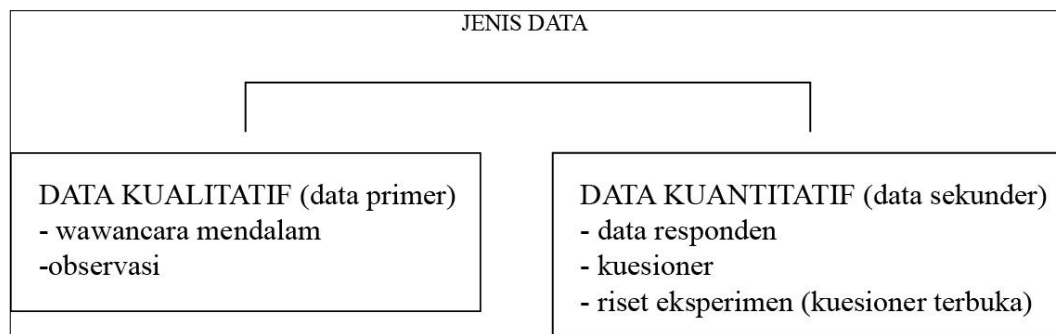 JENIS DATA
DATA KUALITATIF (data primer)
- wawancara mendalam
-observasi
DATA KUANTITATIF (data sekunder)
- data responden
- kuesioner
- riset eksperimen (kuesioner terbuka)